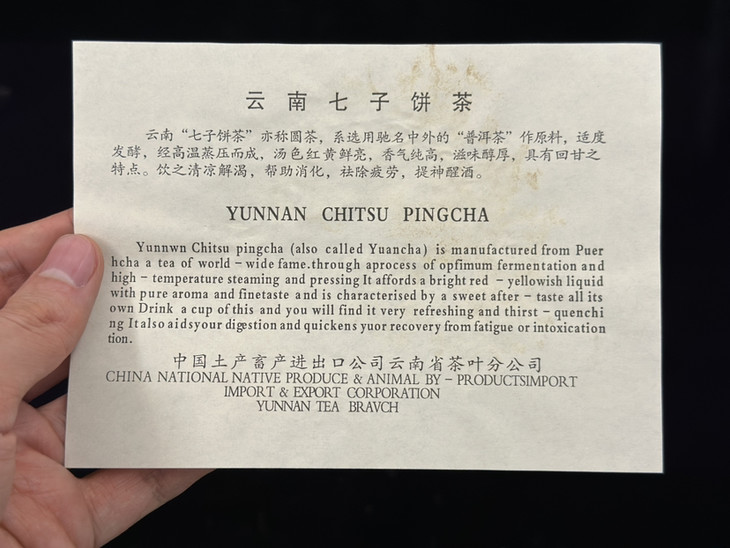 云南七子饼茶
云南“七子饼茶”亦称圆茶，系选用驰名中外的“普洱茶”作原料，适度
发酵，经高温蒸压而成，汤色红黄鲜亮，香气纯高，滋味醇厚，具有回甘之
特点。饮之清凉解渴，帮助消化，祛除疲劳，提神醒酒。
YUNNAN CHITSU PINGCHA
Yunnwn Chitsu pingcha (also called Yuancha) is manufactured from Puer
hcha a tea of world - wide fame.through aprocess of opfimum fermentation and
high - temperature steaming and pressing It affords a bright red - yellowish liquid
with pure aroma and finetaste and is characterised by a sweet after - taste all its
own Drink a cup of this and you will find it very refreshing and thirst - quenchi
ng Italso aidsyour digestion and quickens yuor recovery from fatigue or intoxication
tion.
中国土产畜产进出口公司云南省茶叶分公司
CHINA NATIONAL NATIVE PRODUCE & ANIMAL BY - PRODUCTSIMPORT
IMPORT & EXPORT CORPORATION
YUNNAN TEA BRAVCH